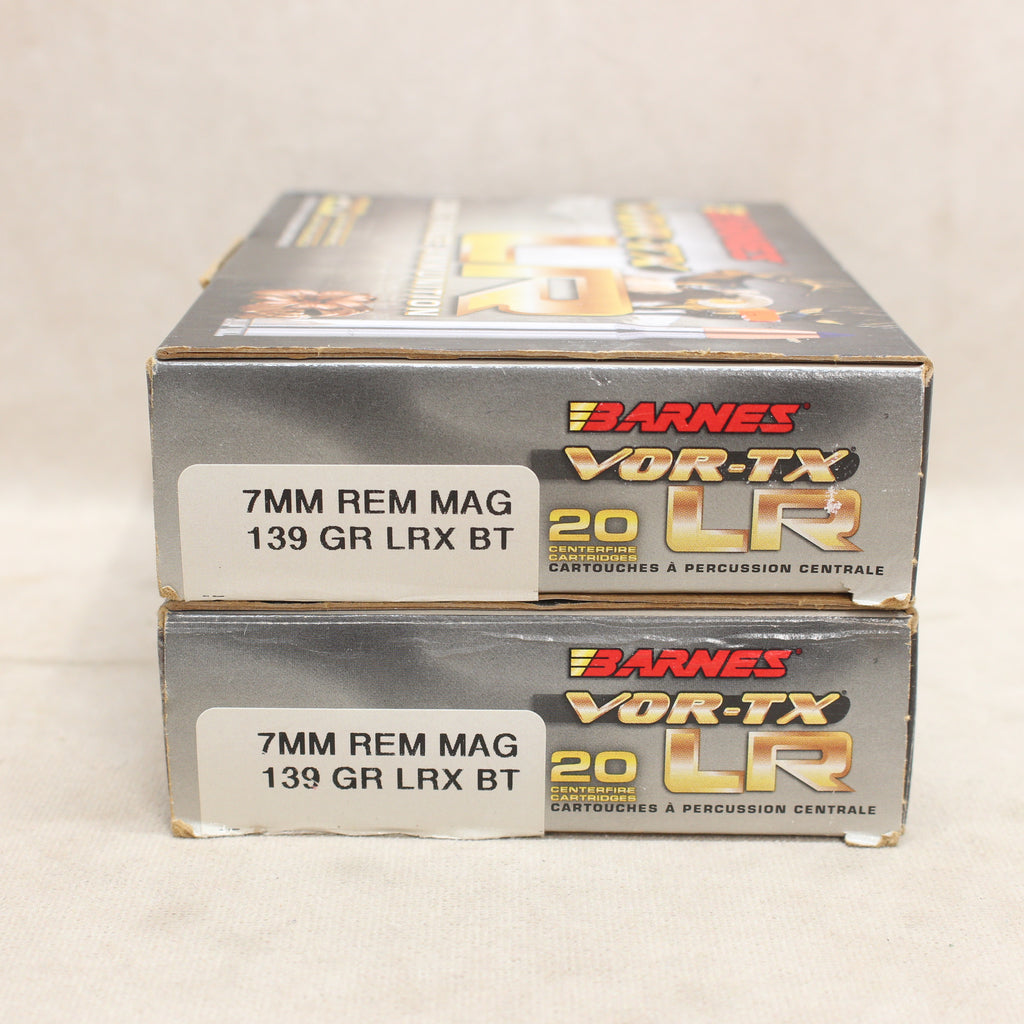 BARNES
VOR-TX
LR
7MM REM MAG
139 GR LRX BT
20
CENTERFIRE
CARTRIDGES
CARTOUCHES À PERCUSSION CENTRALE
BARNES
VOR-TX
LR
7MM REM MAG
139 GR LRX BT
20
CENTERFIRE
CARTRIDGES
CARTOUCHES À PERCUSSION CENTRALE